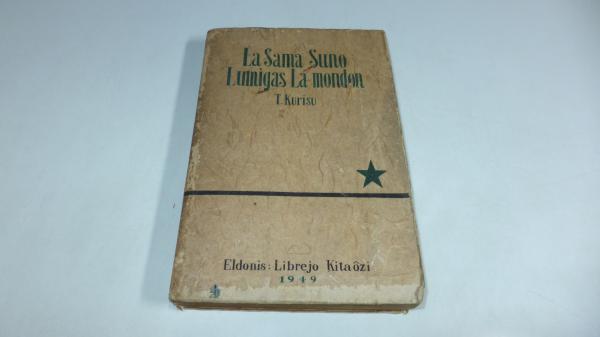 La Sama Suno
Lumigas La mondon
T. Kurisu
Eldonis: Librejo Kitaôzi
1949